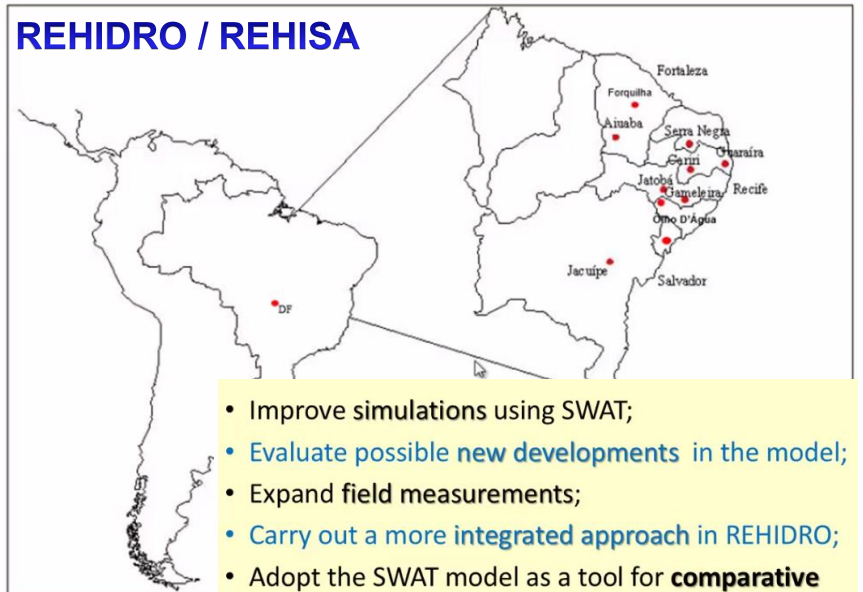 REHIDRO / REHISA
Fortaleza
Forquilha
Aiuaba
Serra Negra
Guaraíra
Cariri
Jatobá
Gameleira
Recife
Olho D'Água
Jacuípe
Salvador
DF
• Improve simulations using SWAT;
• Evaluate possible new developments in the model;
• Expand field measurements;
• Carry out a more integrated approach in REHIDRO;
• Adopt the SWAT model as a tool for comparative